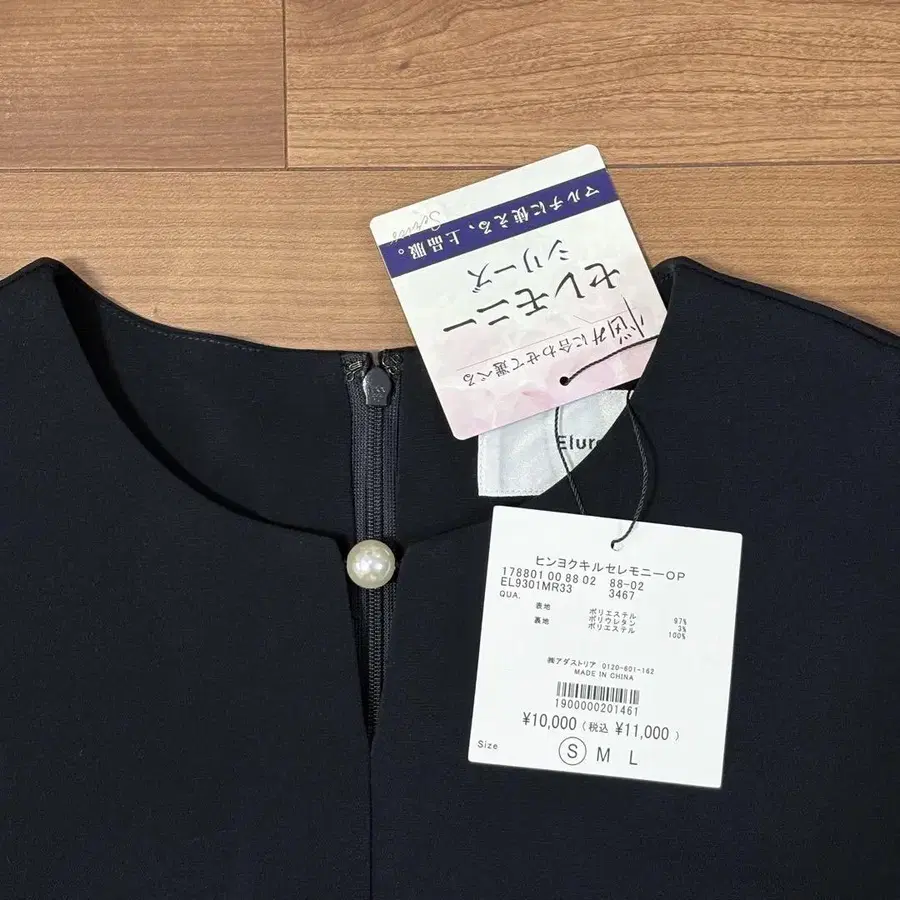 お悩みに合わせて選べる
セレモニー
シリーズ
Series
マルチに使える、上品服。
Elur
ヒンヨクキルセレモニーOP
178801 00 88 02 88-02
EL9301MR33 3467
QUA.
表地 ポリエステル 97%
ポリウレタン 3%
裏地 ポリエステル 100%
㈱アダストリア 0120-601-162
MADE IN CHINA
1900000201461
¥10,000 (税込 ¥11,000 )
Size S M L